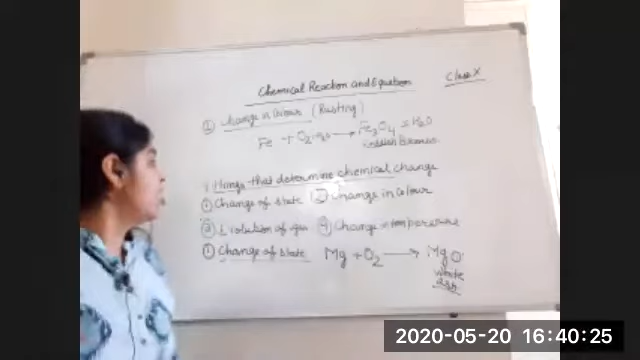 Chemical Reaction and Equation
Class X
② Change in Colour (Rusting)
Fe + O₂ + H₂O → Fe₃O₄ xH₂O
reddish brown
Things that determine chemical change
① Change of state ② Change in Colour
③ Evolution of gas ④ Change in temperature
① Change of state Mg + O₂ → MgO
white
ash
2020-05-20 16:40:25